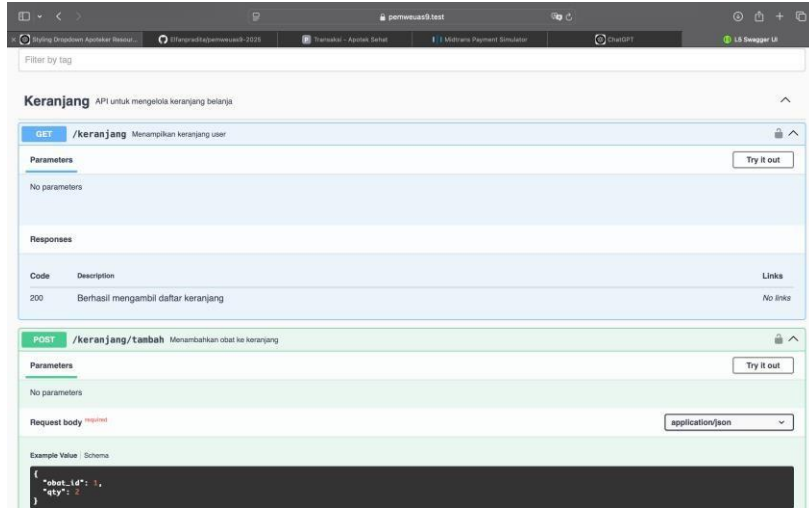 pemweuas9.test
Styling Dropdown Apoteker Resour...
Elfanpradita/pemweuas9-2025
Transaksi - Apotek Sehat
Midtrans Payment Simulator
ChatGPT
L5 Swagger UI
Filter by tag
Keranjang API untuk mengelola keranjang belanja
GET /keranjang Menampilkan keranjang user
Parameters Try it out
No parameters
Responses
Code Description Links
200 Berhasil mengambil daftar keranjang No links
POST /keranjang/tambah Menambahkan obat ke keranjang
Parameters Try it out
No parameters
Request body required application/json
Example Value Schema
{
"obat_id": 1,
"qty": 2
}